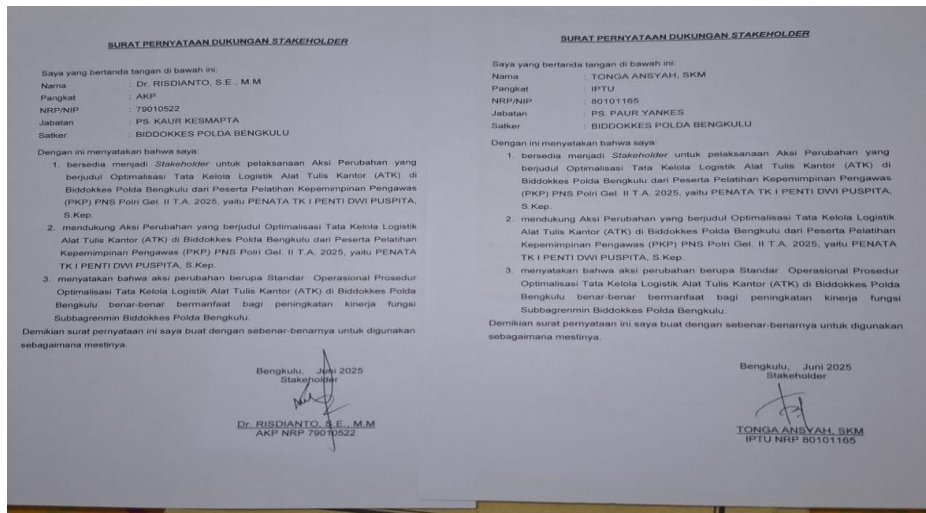 SURAT PERNYATAAN DUKUNGAN STAKEHOLDER
Saya yang bertanda tangan di bawah ini:
Nama : Dr. RISDIANTO, S.E., M.M
Pangkat : AKP
NRP/NIP : 79010522
Jabatan : PS. KAUR KESMAPTA
Satker : BIDDOKKES POLDA BENGKULU
Dengan ini menyatakan bahwa saya:
1. bersedia menjadi Stakeholder untuk pelaksanaan Aksi Perubahan yang
berjudul Optimalisasi Tata Kelola Logistik Alat Tulis Kantor (ATK) di
Biddokkes Polda Bengkulu dari Peserta Pelatihan Kepemimpinan Pengawas
(PKP) PNS Polri Gel. II T.A. 2025, yaitu PENATA TK I PENTI DWI PUSPITA,
S.Kep.
2. mendukung Aksi Perubahan yang berjudul Optimalisasi Tata Kelola Logistik
Alat Tulis Kantor (ATK) di Biddokkes Polda Bengkulu dari Peserta Pelatihan
Kepemimpinan Pengawas (PKP) PNS Polri Gel. II T.A. 2025, yaitu PENATA
TK I PENTI DWI PUSPITA, S.Kep.
3. menyatakan bahwa aksi perubahan berupa Standar Operasional Prosedur
Optimalisasi Tata Kelola Logistik Alat Tulis Kantor (ATK) di Biddokkes Polda
Bengkulu benar-benar bermanfaat bagi peningkatan kinerja fungsi
Subbagrenmin Biddokkes Polda Bengkulu.
Demikian surat pernyataan ini saya buat dengan sebenar-benarnya untuk digunakan
sebagaimana mestinya.
Bengkulu, Juni 2025
Stakeholder
Dr. RISDIANTO, S.E., M.M
AKP NRP 79010522
SURAT PERNYATAAN DUKUNGAN STAKEHOLDER
Saya yang bertanda tangan di bawah ini:
Nama : TONGA ANSYAH, SKM
Pangkat : IPTU
NRP/NIP : 80101165
Jabatan : PS. PAUR YANKES
Satker : BIDDOKKES POLDA BENGKULU
Dengan ini menyatakan bahwa saya:
1. bersedia menjadi Stakeholder untuk pelaksanaan Aksi Perubahan yang
berjudul Optimalisasi Tata Kelola Logistik Alat Tulis Kantor (ATK) di
Biddokkes Polda Bengkulu dari Peserta Pelatihan Kepemimpinan Pengawas
(PKP) PNS Polri Gel. II T.A. 2025, yaitu PENATA TK I PENTI DWI PUSPITA,
S.Kep.
2. mendukung Aksi Perubahan yang berjudul Optimalisasi Tata Kelola Logistik
Alat Tulis Kantor (ATK) di Biddokkes Polda Bengkulu dari Peserta Pelatihan
Kepemimpinan Pengawas (PKP) PNS Polri Gel. II T.A. 2025, yaitu PENATA
TK I PENTI DWI PUSPITA, S.Kep.
3. menyatakan bahwa aksi perubahan berupa Standar Operasional Prosedur
Optimalisasi Tata Kelola Logistik Alat Tulis Kantor (ATK) di Biddokkes Polda
Bengkulu benar-benar bermanfaat bagi peningkatan kinerja fungsi
Subbagrenmin Biddokkes Polda Bengkulu.
Demikian surat pernyataan ini saya buat dengan sebenar-benarnya untuk digunakan
sebagaimana mestinya.
Bengkulu, Juni 2025
Stakeholder
TONGA ANSYAH, SKM
IPTU NRP 80101165